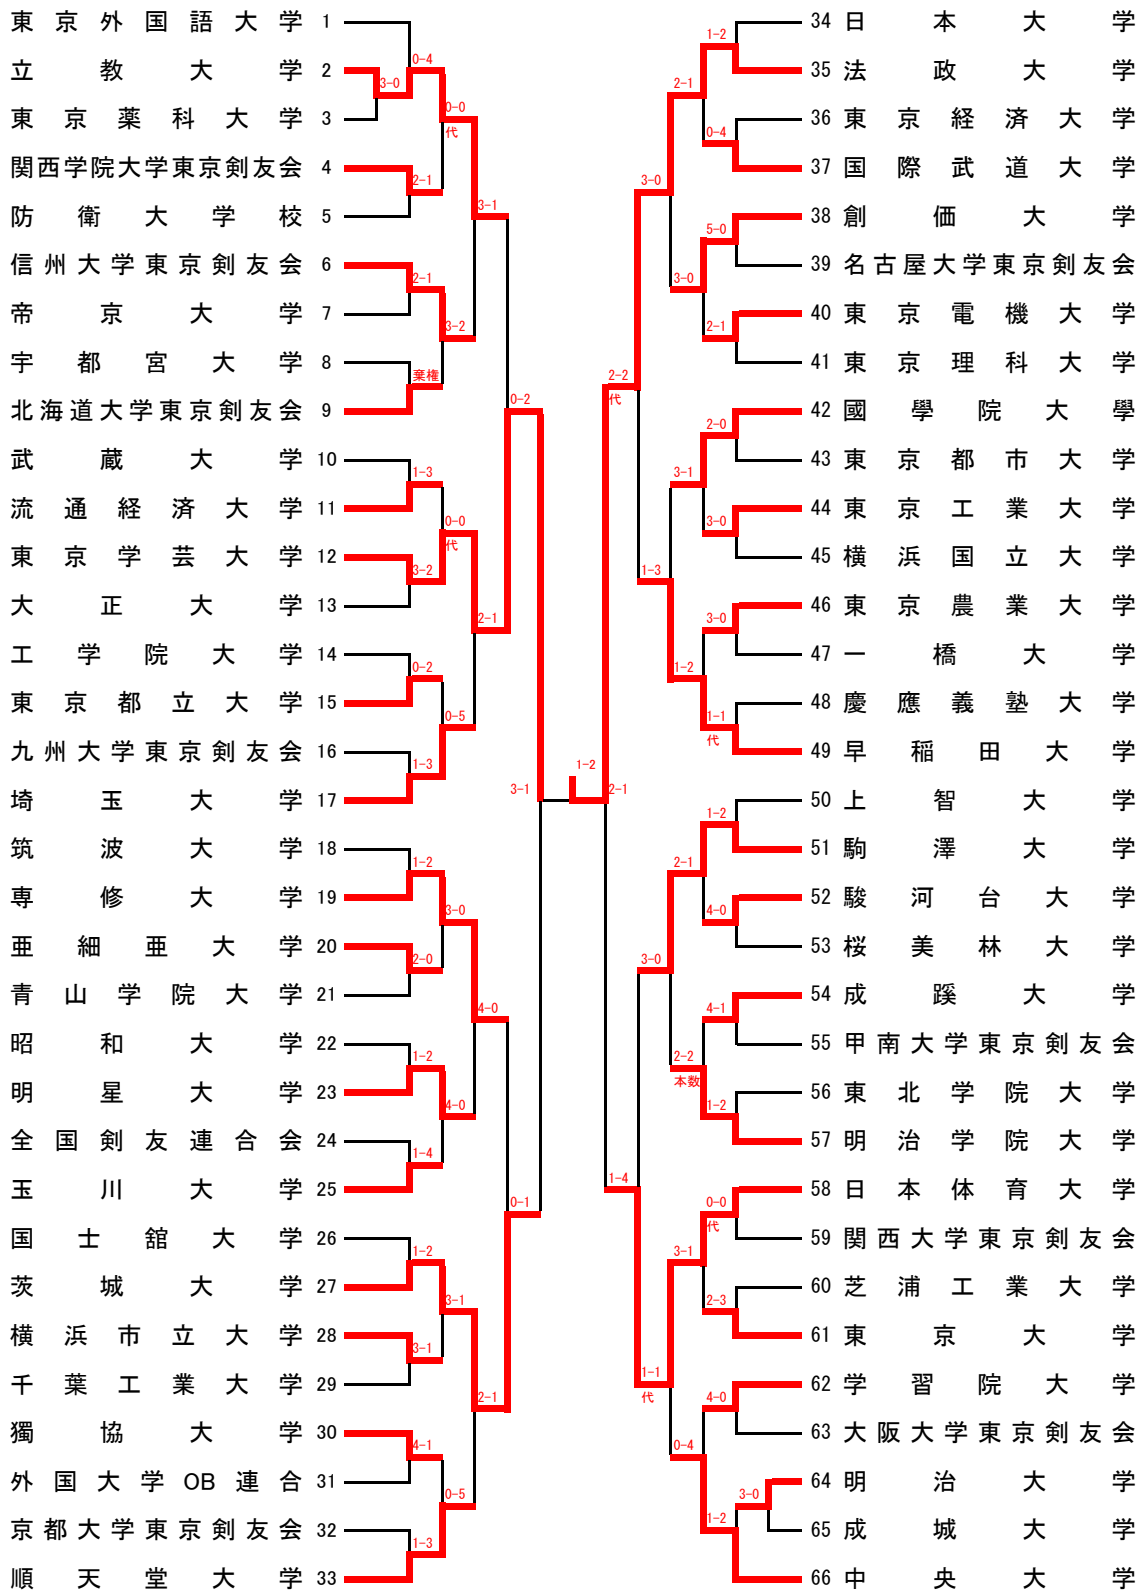 東京外国語大学 1
立教大学 2
東京薬科大学 3
関西学院大学東京剣友会 4
防衛大学校 5
信州大学東京剣友会 6
帝京大学 7
宇都宮大学 8
北海道大学東京剣友会 9
武蔵大学 10
流通経済大学 11
東京学芸大学 12
大正大学 13
工学院大学 14
東京都立大学 15
九州大学東京剣友会 16
埼玉大学 17
筑波大学 18
専修大学 19
亜細亜大学 20
青山学院大学 21
昭和大学 22
明星大学 23
全国剣友連合会 24
玉川大学 25
国士舘大学 26
茨城大学 27
横浜市立大学 28
千葉工業大学 29
獨協大学 30
外国大学OB連合 31
京都大学東京剣友会 32
順天堂大学 33
0-4
3-0
0-0
代
2-1
3-1
2-1
3-2
棄権
0-2
1-3
0-0
代
3-2
2-1
0-2
0-5
1-3
3-1
1-2
3-0
2-0
4-0
1-2
4-0
1-4
0-1
1-2
3-1
3-1
2-1
4-1
0-5
1-3
1-2
2-1
1-2
2-1
0-4
3-0
5-0
3-0
2-1
2-2
代
2-0
3-1
3-0
1-3
3-0
1-2
1-1
代
1-2
2-1
4-0
3-0
4-1
2-2
本数
1-2
1-4
0-0
代
3-1
2-3
1-1
代
4-0
0-4
3-0
1-2
34 日本大学
35 法政大学
36 東京経済大学
37 国際武道大学
38 創価大学
39 名古屋大学東京剣友会
40 東京電機大学
41 東京理科大学
42 國學院大學
43 東京都市大学
44 東京工業大学
45 横浜国立大学
46 東京農業大学
47 一橋大学
48 慶應義塾大学
49 早稲田大学
50 上智大学
51 駒澤大学
52 駿河台大学
53 桜美林大学
54 成蹊大学
55 甲南大学東京剣友会
56 東北学院大学
57 明治学院大学
58 日本体育大学
59 関西大学東京剣友会
60 芝浦工業大学
61 東京大学
62 学習院大学
63 大阪大学東京剣友会
64 明治大学
65 成城大学
66 中央大学